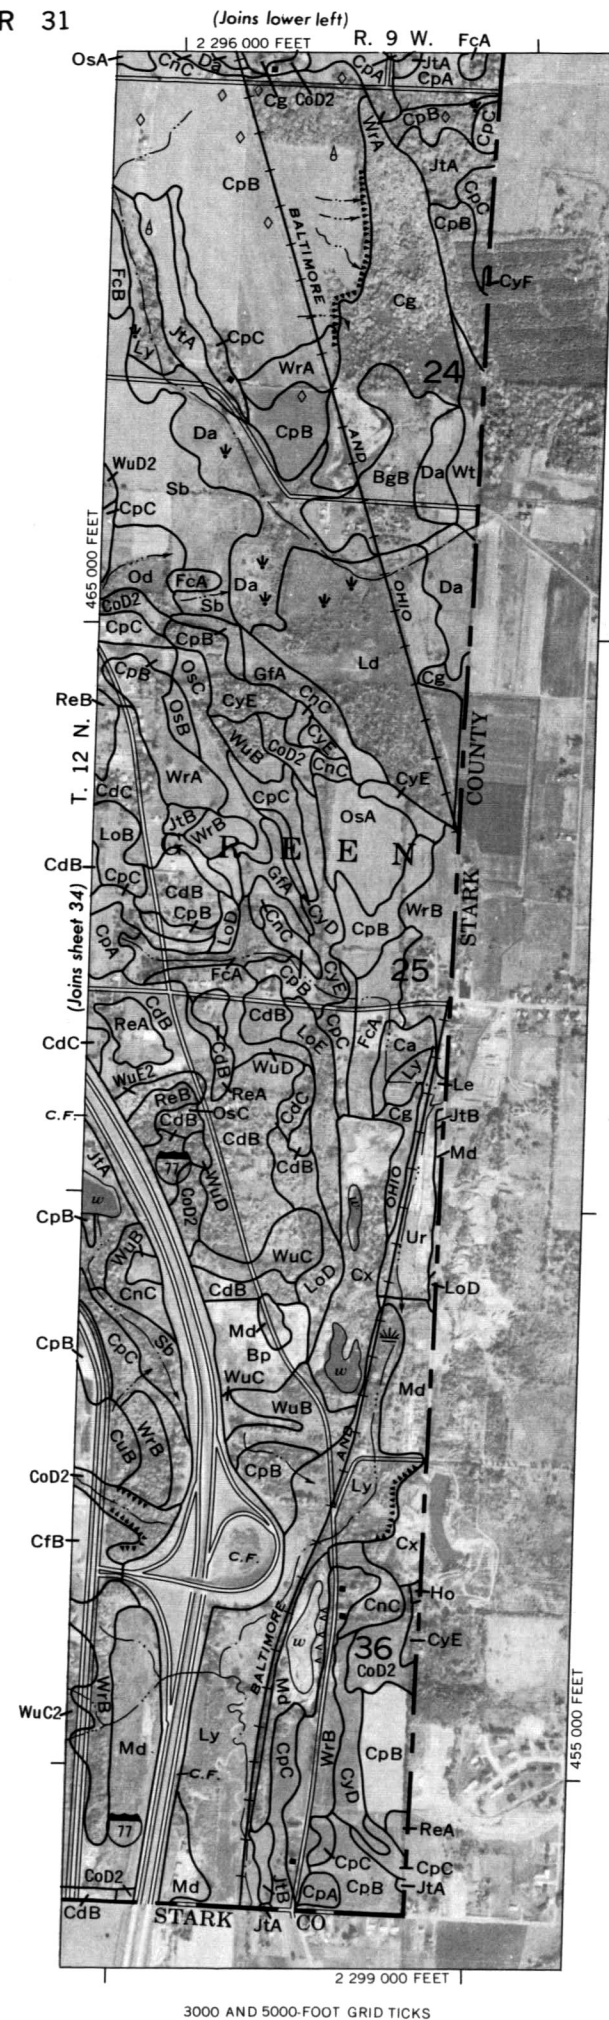 R 31
(Joins lower left)
2 296 000 FEET R. 9 W. FcA
OsA CnC Da CpA JtA
CpA
Cg CoD2
WrA CpB CpC
JtA
CpB CpC
CpB
BALTIMORE
FcB CyF
Cg
JtA CpC
Ly
WrA 24
CpB
Da AND
WuD2 BgB Da Wt
Sb
CpC
465 000 FEET
Od FcA Da OHIO Da
CoD2 Sb
CpC CpB
Ld
CpB OsC GfA Cg
ReB CyE CnC
OsB CyE
T. 12 N. WuB CoD2 COUNTY
CnC
WrA CyE
CdC CpC OsA
JtB
LoB WrB
G R E E N
CdB
CpC CdB GfA
CpB CnC CyD WrB
LoD CpB STARK
(Joins sheet 34)
CpA
FcA CpB CyE 25
CdB
ReA CdB LoE CpC FcA Ca
CdC CdB WuD Ly
WuE2 Le
ReB ReA Cg
C.F. OsC CdC JtB
CdB CdB
77 CdB Md
JtA CoD2 WuD OHIO
w w
CpB Ur
WuB WuC
CnC CdB LoD Cx LoD
Sb Md
CpB CpC Bp w
WuC Md
WuB
CuB WrB AND
CoD2 CpB
Ly
CfB Cx
C.F.
CnC Ho
w
BALTIMORE 36 CyE
CoD2
Md
WrB
WuC2 Ly
Md CpC WrB CpB
455 000 FEET
C.F. CyD
77 ReA
CpC CpC
CoD2 Md JtB CpA CpB JtA
CdB STARK JtA CO
2 299 000 FEET
3000 AND 5000-FOOT GRID TICKS